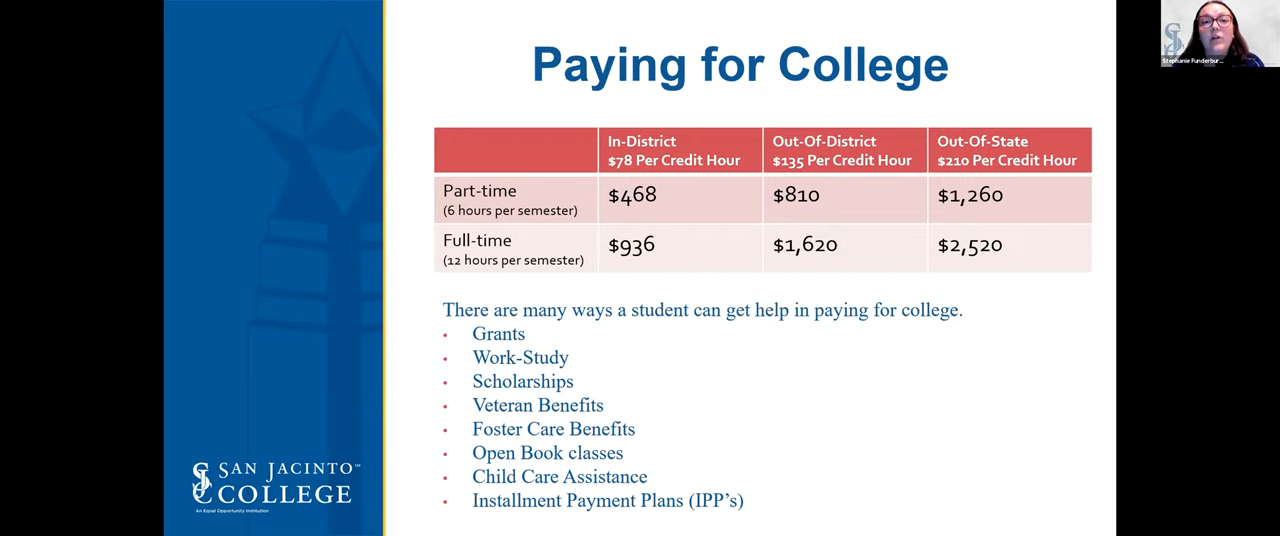 Paying for College
Stephanie Funderbur...
In-District
$78 Per Credit Hour
Out-Of-District
$135 Per Credit Hour
Out-Of-State
$210 Per Credit Hour
Part-time
(6 hours per semester)
$468
$810
$1,260
Full-time
(12 hours per semester)
$936
$1,620
$2,520
There are many ways a student can get help in paying for college.
• Grants
• Work-Study
• Scholarships
• Veteran Benefits
• Foster Care Benefits
• Open Book classes
• Child Care Assistance
• Installment Payment Plans (IPP’s)
SAN JACINTO™
COLLEGE
An Equal Opportunity Institution